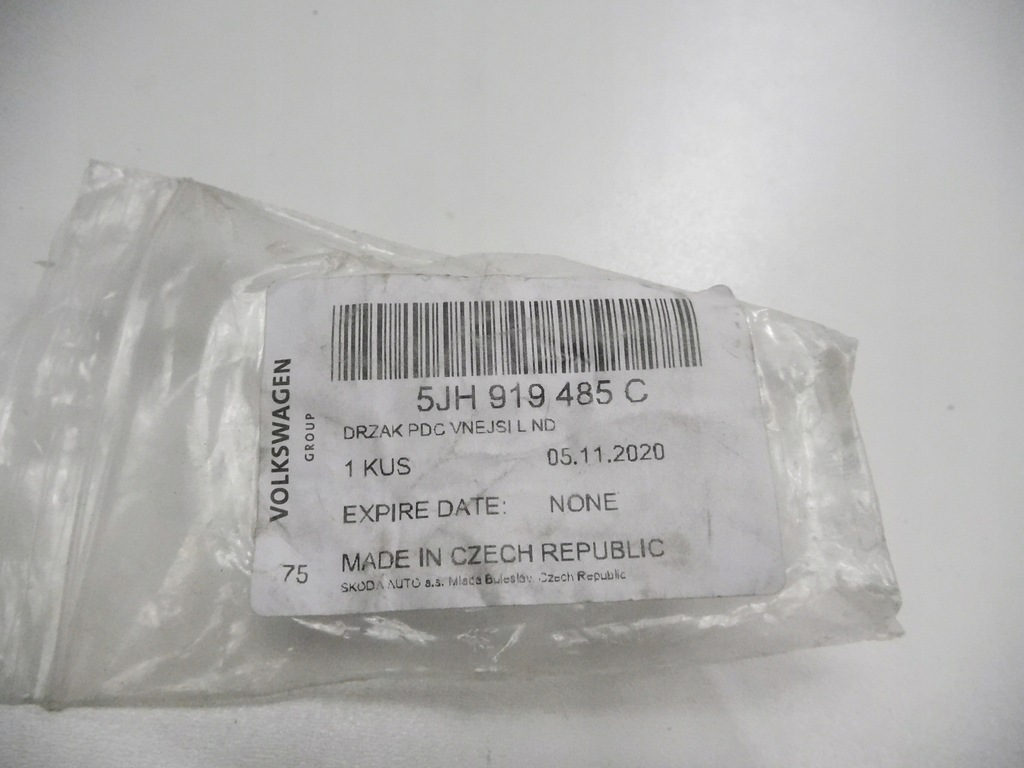 5JH 919 485 C
DRZAK PDC VNEJSI L ND
1 KUS 05.11.2020
EXPIRE DATE: NONE
MADE IN CZECH REPUBLIC
SKODA AUTO a.s. Mlada Boleslav, Czech Republic
VOLKSWAGEN
GROUP
75